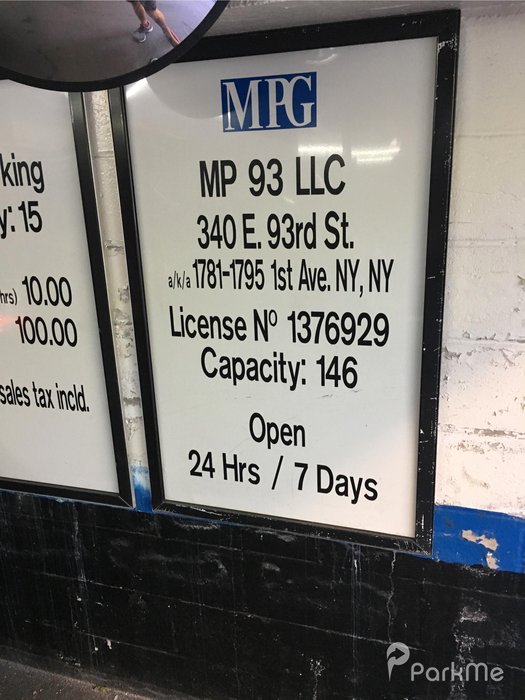 king
y: 15
hrs) 10.00
100.00
sales tax incld.
MPG
MP 93 LLC
340 E. 93rd St.
a/k/a 1781-1795 1st Ave. NY, NY
License Nº 1376929
Capacity: 146
Open
24 Hrs / 7 Days
ParkMe